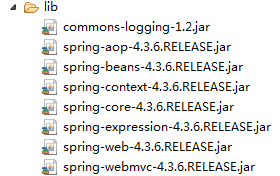 lib
commons-logging-1.2.jar
spring-aop-4.3.6.RELEASE.jar
spring-beans-4.3.6.RELEASE.jar
spring-context-4.3.6.RELEASE.jar
spring-core-4.3.6.RELEASE.jar
spring-expression-4.3.6.RELEASE.jar
spring-web-4.3.6.RELEASE.jar
spring-webmvc-4.3.6.RELEASE.jar